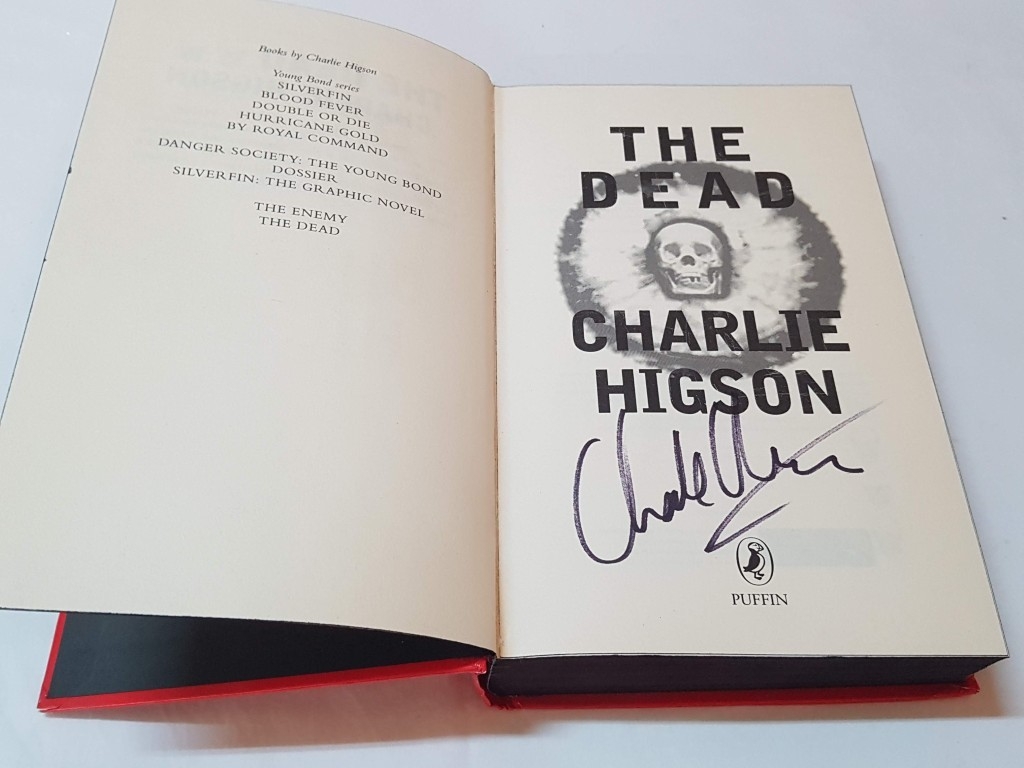 Books by Charlie Higson
Young Bond series
SILVERFIN
BLOOD FEVER
DOUBLE OR DIE
HURRICANE GOLD
BY ROYAL COMMAND
DANGER SOCIETY: THE YOUNG BOND
DOSSIER
SILVERFIN: THE GRAPHIC NOVEL
THE ENEMY
THE DEAD
THE
DEAD
CHARLIE
HIGSON
PUFFIN